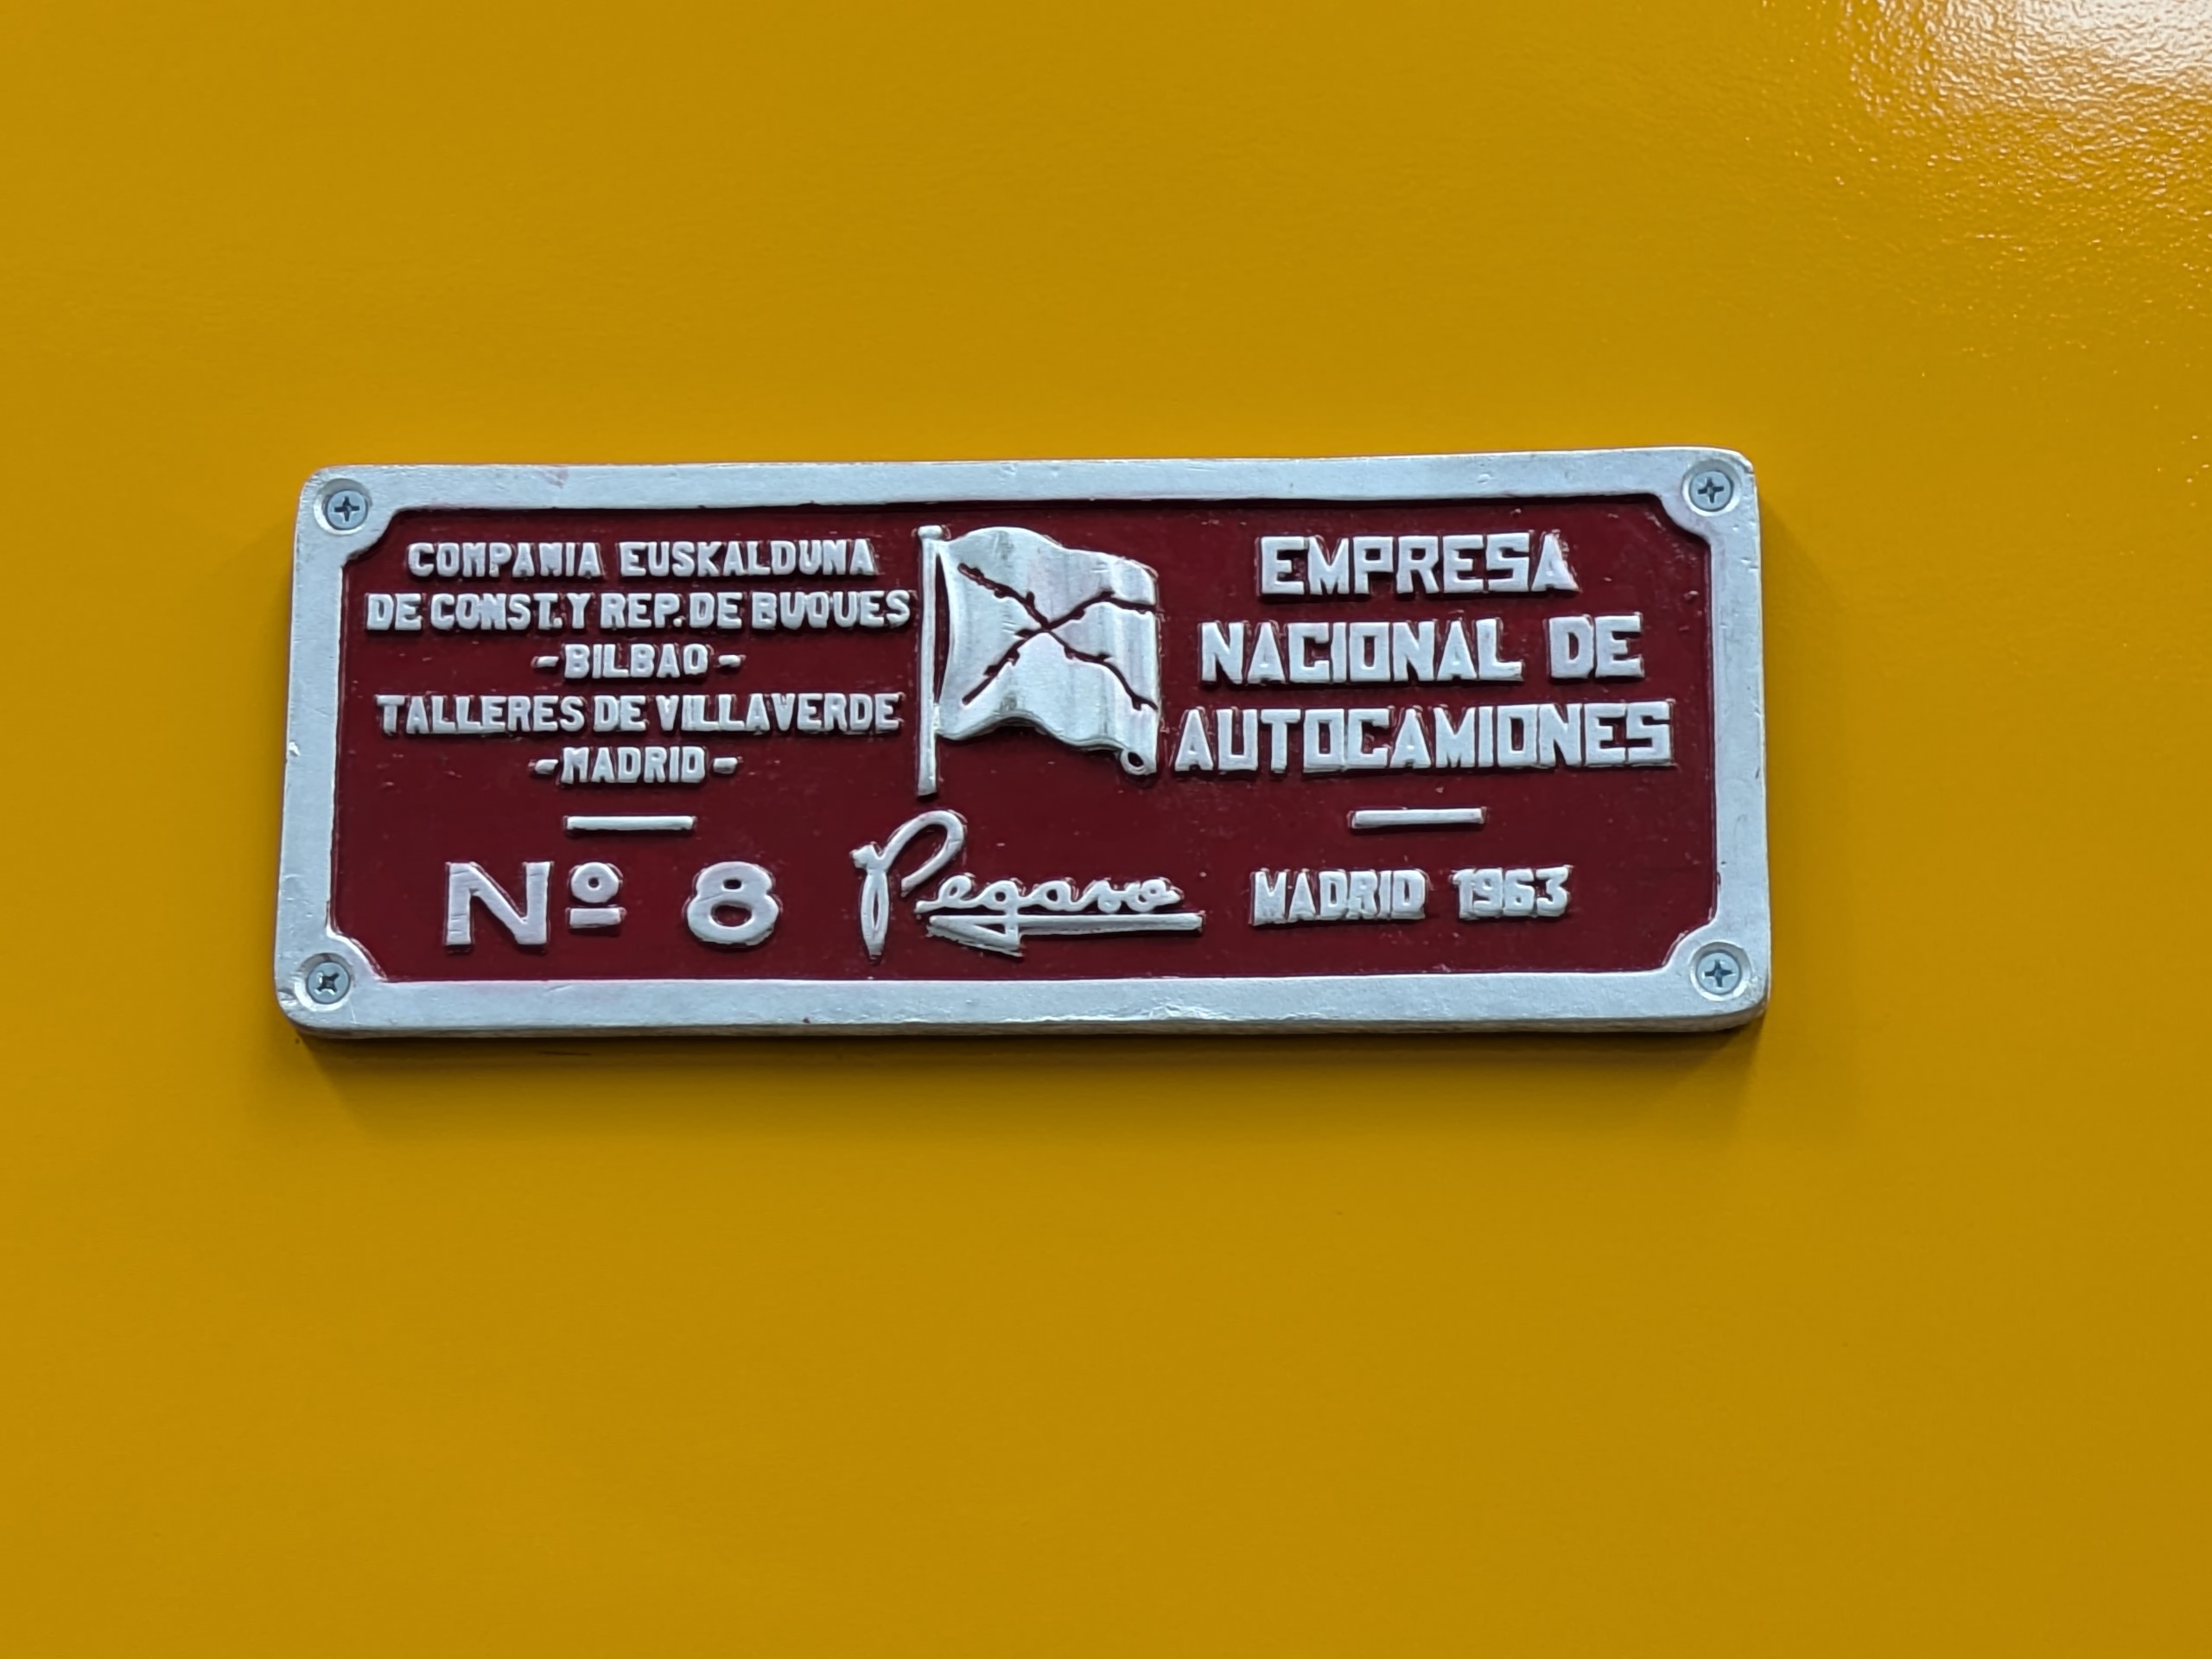 COMPAÑIA EUSKALDUNA
DE CONST. Y REP. DE BUQUES
-BILBAO-
TALLERES DE VILLAVERDE
-MADRID-
Nº 8
Pegaso
EMPRESA
NACIONAL DE
AUTOCAMIONES
MADRID 1963